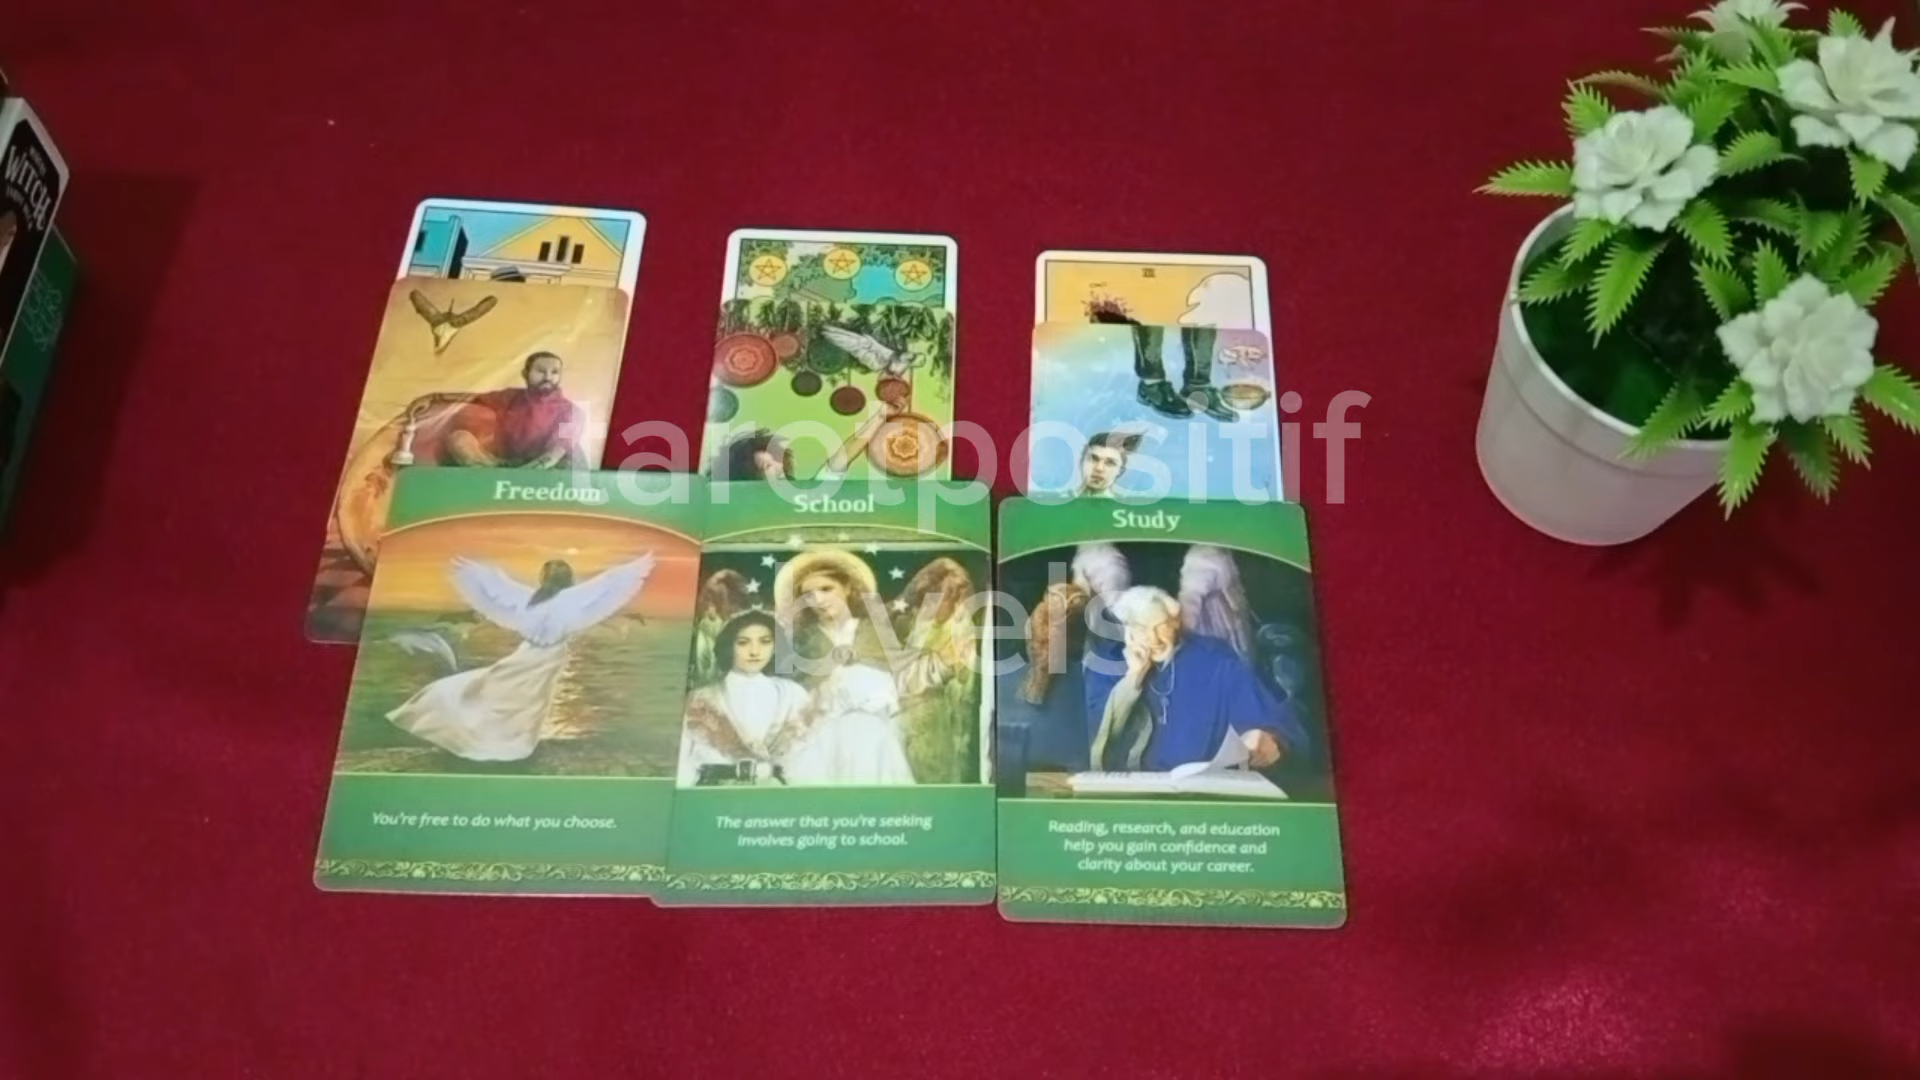 WITCH
tarotpositif
byels
Freedom
School
Study
You're free to do what you choose.
The answer that you're seeking
involves going to school.
Reading, research, and education
help you gain confidence and
clarity about your career.